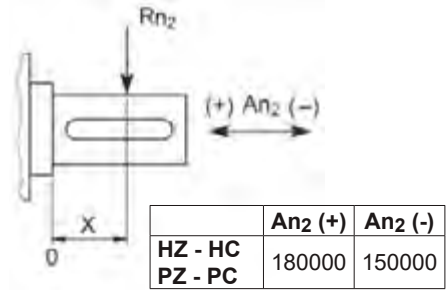 Rn2
(+) An2 (−)
X
0
An2 (+) An2 (-)
HZ - HC
PZ - PC
180000 150000